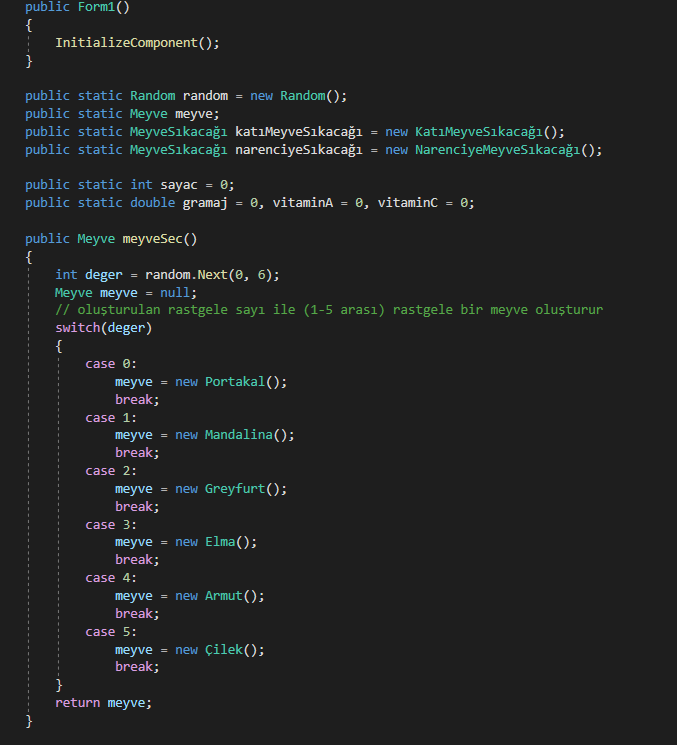 public Form1()
{
InitializeComponent();
}
public static Random random = new Random();
public static Meyve meyve;
public static MeyveSıkacağı katıMeyveSıkacağı = new KatıMeyveSıkacağı();
public static MeyveSıkacağı narenciyeSıkacağı = new NarenciyeMeyveSıkacağı();
public static int sayac = 0;
public static double gramaj = 0, vitaminA = 0, vitaminC = 0;
public Meyve meyveSec()
{
int deger = random.Next(0, 6);
Meyve meyve = null;
// oluşturulan rastgele sayı ile (1-5 arası) rastgele bir meyve oluşturur
switch(deger)
{
case 0:
meyve = new Portakal();
break;
case 1:
meyve = new Mandalina();
break;
case 2:
meyve = new Greyfurt();
break;
case 3:
meyve = new Elma();
break;
case 4:
meyve = new Armut();
break;
case 5:
meyve = new Çilek();
break;
}
return meyve;
}